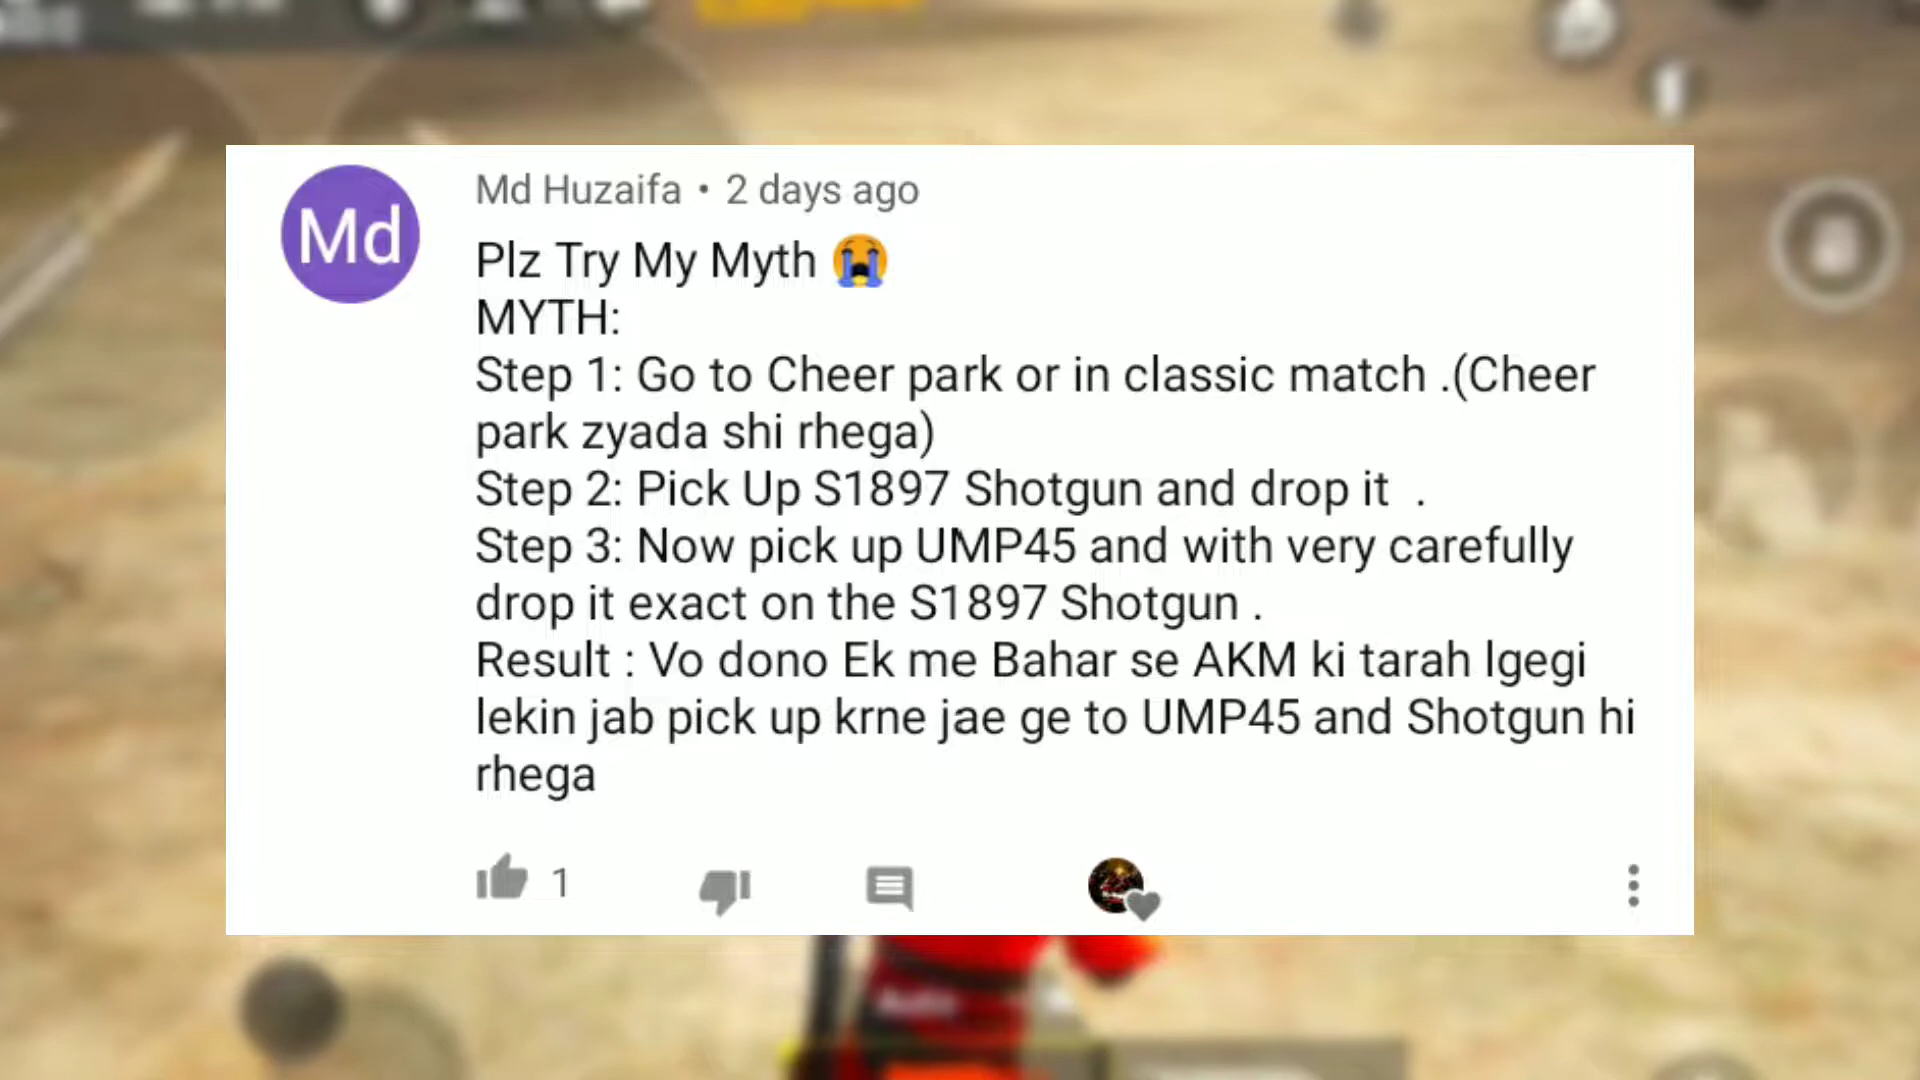 Md
Md Huzaifa • 2 days ago
Plz Try My Myth 😭
MYTH:
Step 1: Go to Cheer park or in classic match .(Cheer
park zyada shi rhega)
Step 2: Pick Up S1897 Shotgun and drop it .
Step 3: Now pick up UMP45 and with very carefully
drop it exact on the S1897 Shotgun .
Result : Vo dono Ek me Bahar se AKM ki tarah lgegi
lekin jab pick up krne jae ge to UMP45 and Shotgun hi
rhega
1